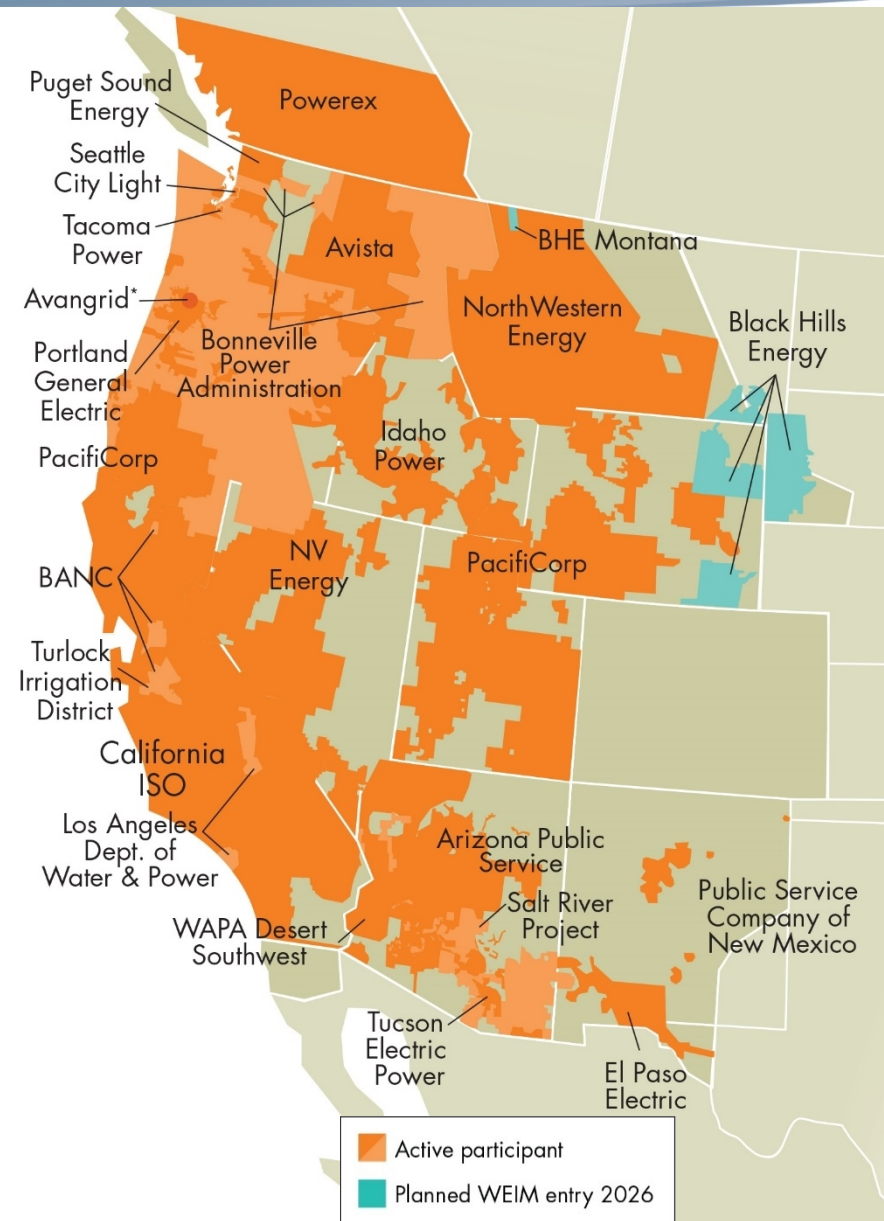 Powerex
Puget Sound
Energy
Seattle
City Light
Tacoma
Power
Avista
BHE Montana
Avangrid*
NorthWestern
Energy
Black Hills
Energy
Bonneville
Power
Administration
Portland
General
Electric
Idaho
Power
PacifiCorp
NV
Energy
PacifiCorp
BANC
Turlock
Irrigation
District
California
ISO
Los Angeles
Dept. of
Water & Power
Arizona Public
Service
Salt River
Project
Public Service
Company of
New Mexico
WAPA Desert
Southwest
Tucson
Electric
Power
El Paso
Electric
Active participant
Planned WEIM entry 2026